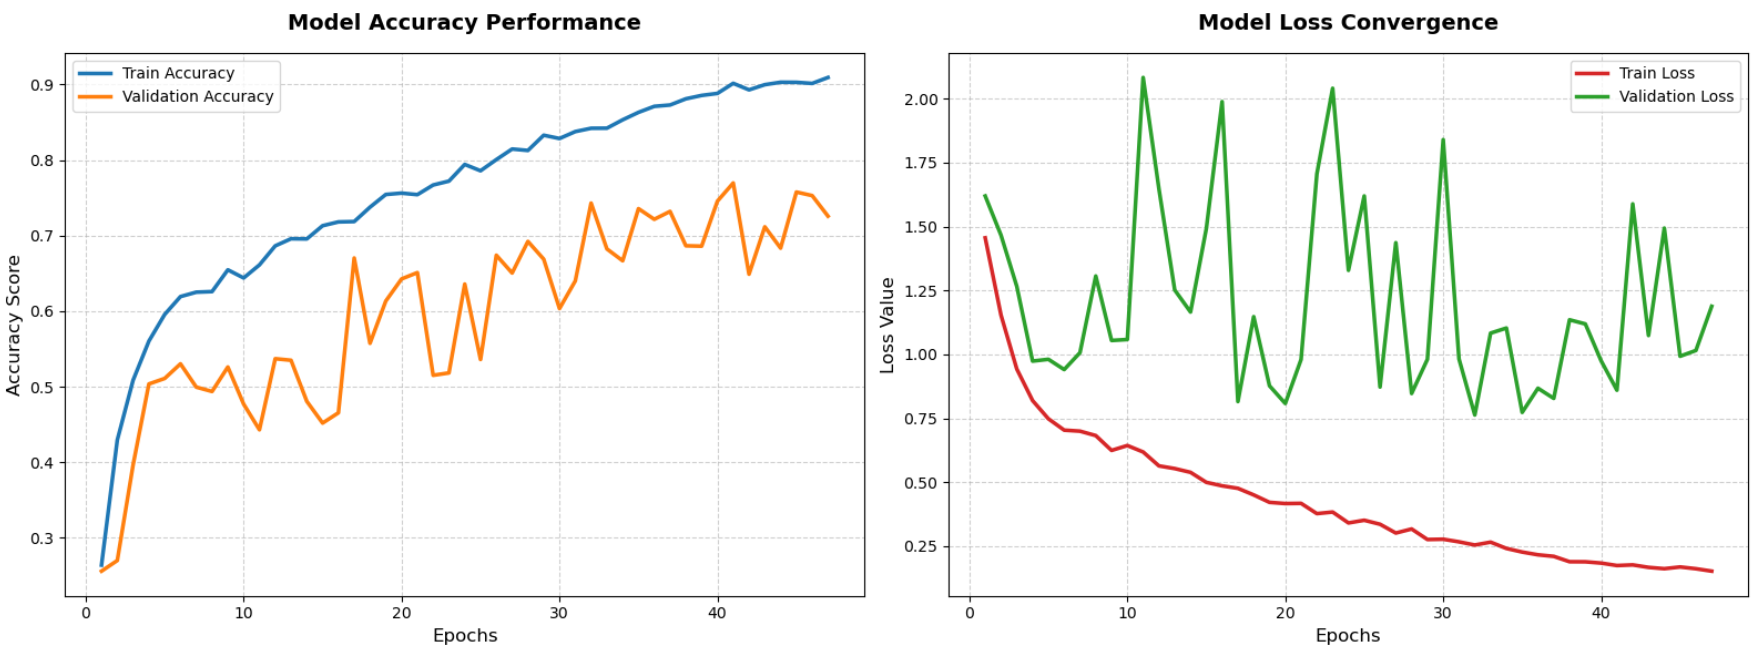 Model Accuracy Performance
Train Accuracy
Validation Accuracy
Accuracy Score
0.9
0.8
0.7
0.6
0.5
0.4
0.3
0 10 20 30 40
Epochs
Model Loss Convergence
Train Loss
Validation Loss
Loss Value
2.00
1.75
1.50
1.25
1.00
0.75
0.50
0.25
0 10 20 30 40
Epochs